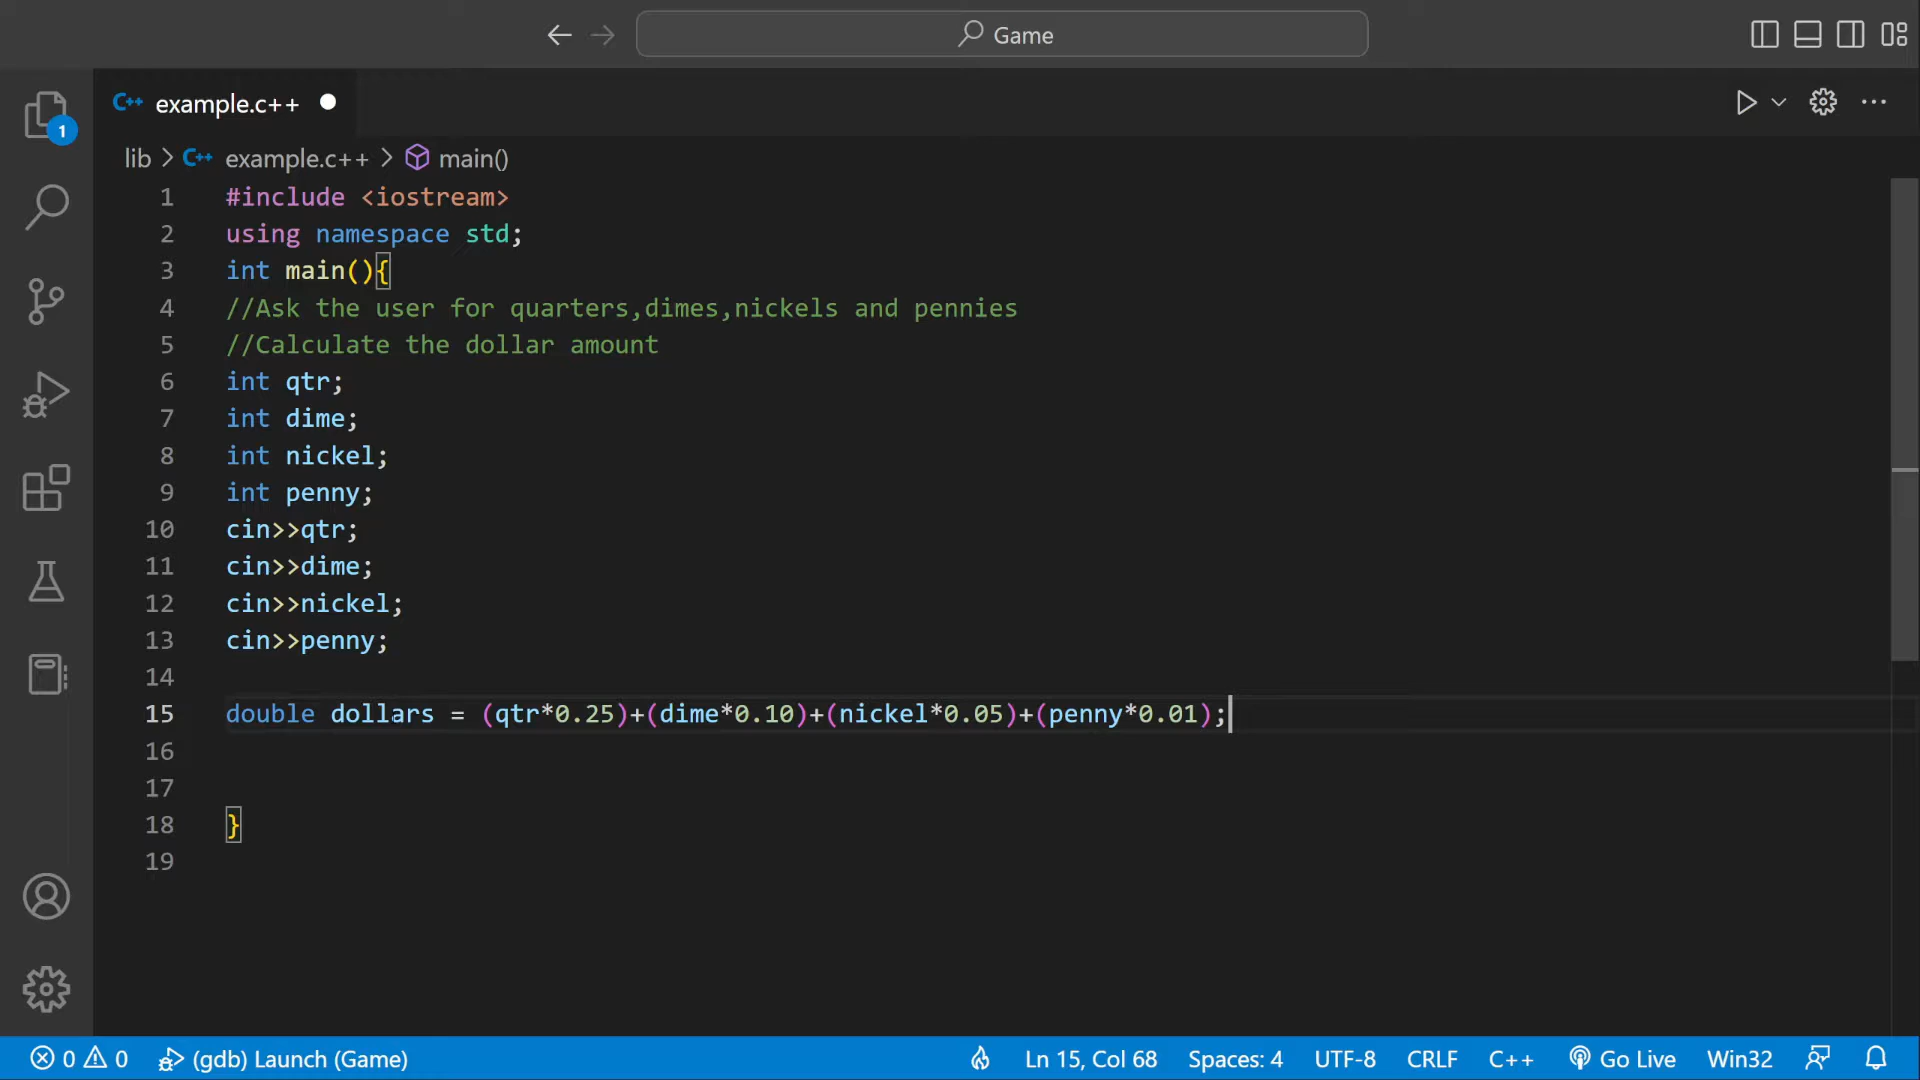 Game
C++ example.c++
1
lib > C++ example.c++ > main()
1 #include <iostream>
2 using namespace std;
3 int main(){
4 //Ask the user for quarters,dimes,nickels and pennies
5 //Calculate the dollar amount
6 int qtr;
7 int dime;
8 int nickel;
9 int penny;
10 cin>>qtr;
11 cin>>dime;
12 cin>>nickel;
13 cin>>penny;
14
15 double dollars = (qtr*0.25)+(dime*0.10)+(nickel*0.05)+(penny*0.01);
16
17
18 }
19
0 0 (gdb) Launch (Game) Ln 15, Col 68 Spaces: 4 UTF-8 CRLF C++ Go Live Win32